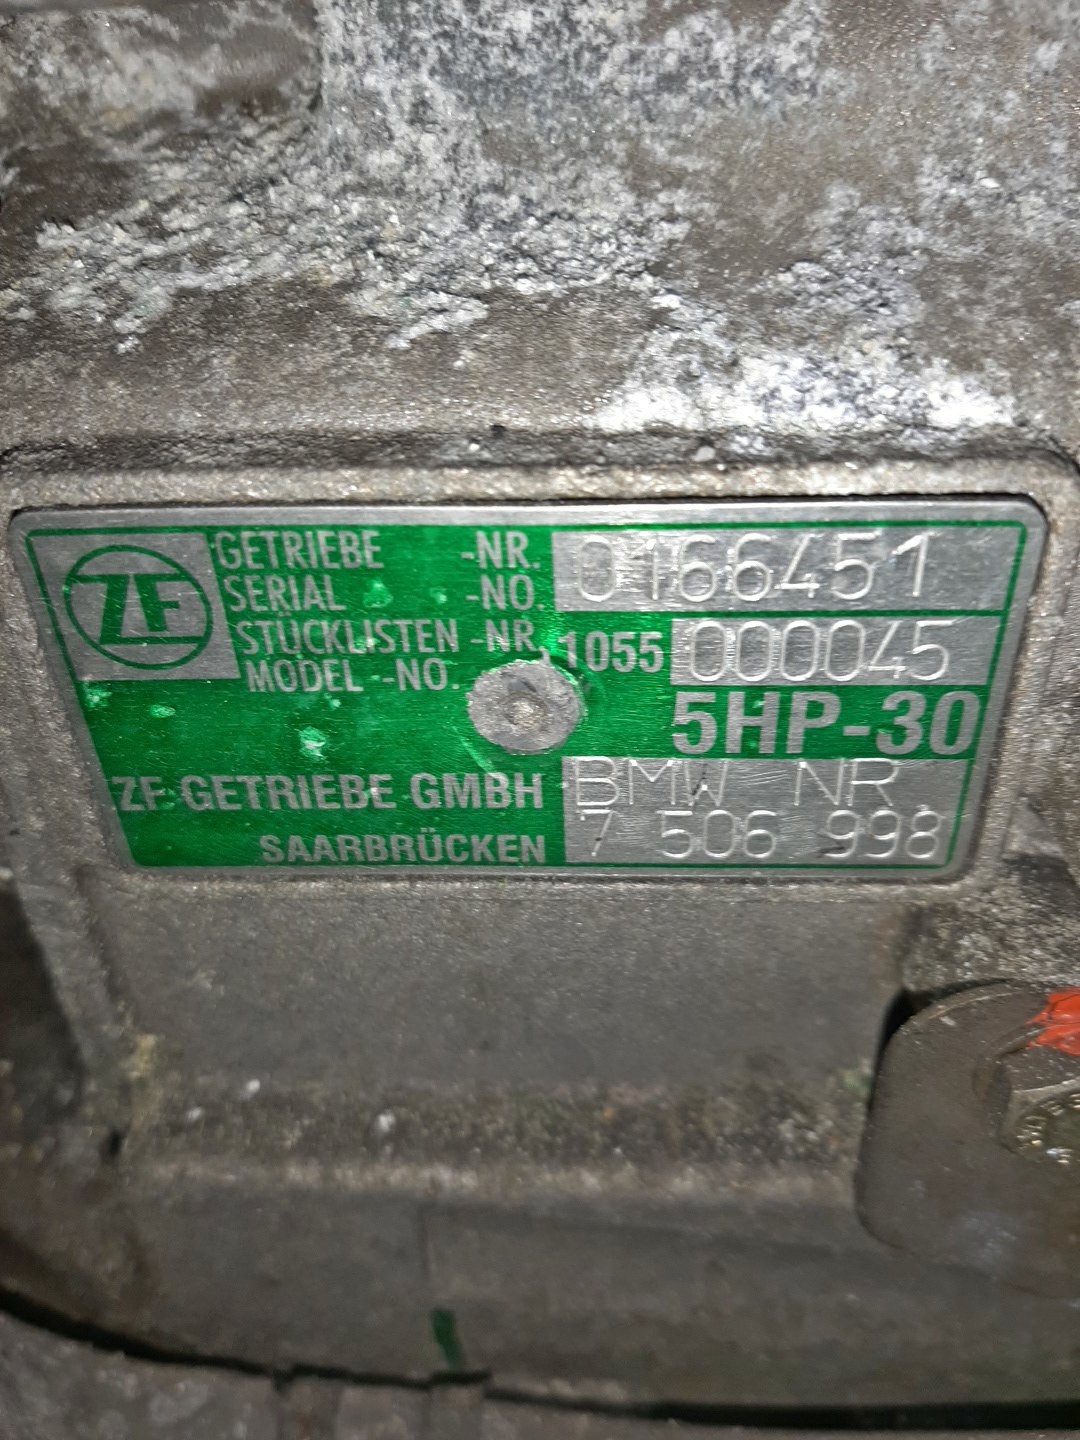 ZF
GETRIEBE -NR. 0166451
SERIAL -NO.
STÜCKLISTEN -NR. 1055 000045
MODEL -NO.
5HP-30
ZF GETRIEBE GMBH BMW NR.
SAARBRÜCKEN 7 506 998